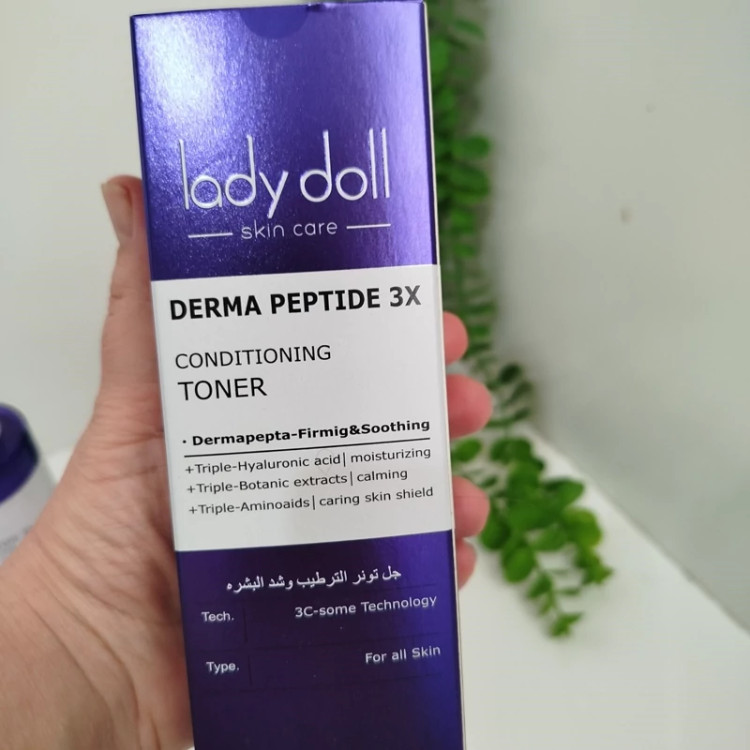 lady doll
skin care
DERMA PEPTIDE 3X
CONDITIONING
TONER
· Dermapepta-Firmig&Soothing
+Triple-Hyaluronic acid| moisturizing
+Triple-Botanic extracts| calming
+Triple-Aminoaids| caring skin shield
جل تونر الترطيب وشد البشره
Tech. 3C-some Technology
Type. For all Skin